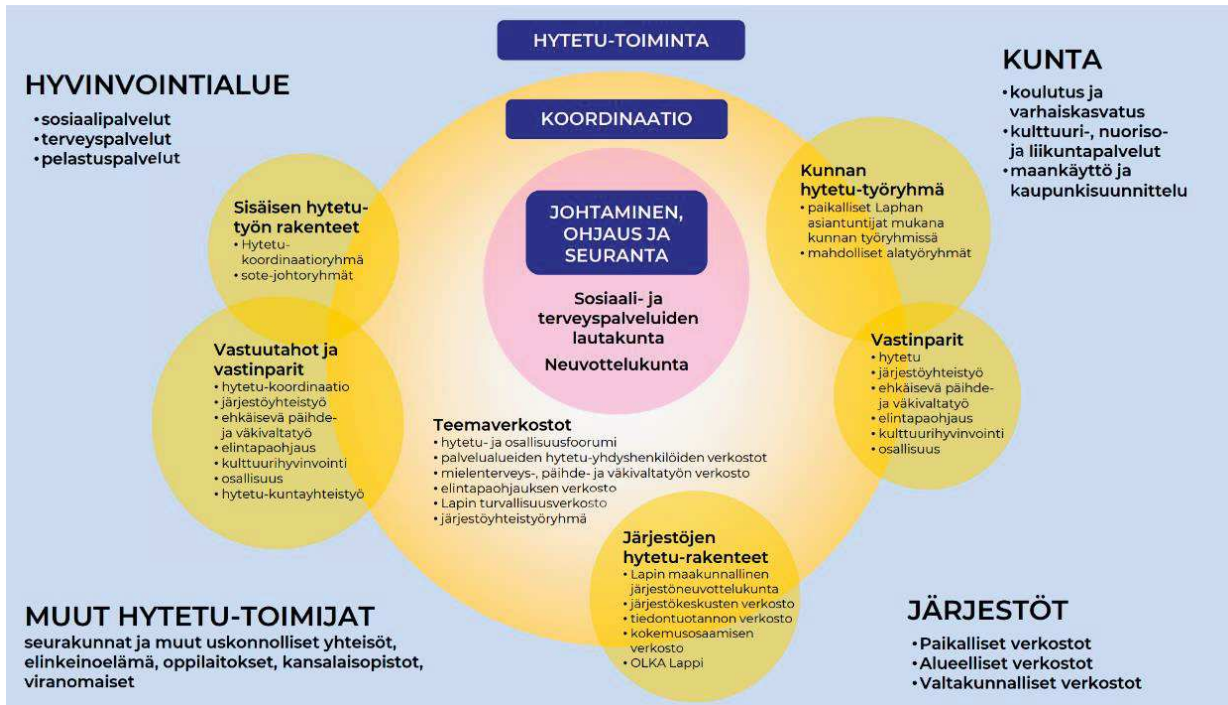 HYTETU-TOIMINTA
HYVINVOINTIALUE
•sosiaalipalvelut
•terveyspalvelut
•pelastuspalvelut
KUNTA
•koulutus ja
varhaiskasvatus
•kulttuuri-, nuoriso-
ja liikuntapalvelut
•maankäyttö ja
kaupunkisuunnittelu
KOORDINAATIO
JOHTAMINEN,
OHJAUS JA
SEURANTA
Sosiaali- ja
terveyspalveluiden
lautakunta
Neuvottelukunta
Sisäisen hytetu-
työn rakenteet
• Hytetu-
koordinaatioryhmä
• sote-johtoryhmät
Kunnan
hytetu-työryhmä
• paikalliset Laphan
asiantuntijat mukana
kunnan työryhmissä
• mahdolliset alatyöryhmät
Vastuutahot ja
vastinparit
• hytetu-koordinaatio
• järjestöyhteistyö
• ehkäisevä päihde-
ja väkivaltatyö
• elintapaohjaus
• kulttuurihyvinvointi
• osallisuus
• hytetu-kuntayhteistyö
Vastinparit
• hytetu
• järjestöyhteistyö
• ehkäisevä päihde-
ja väkivaltatyö
• elintapaohjaus
• kulttuurihyvinvointi
• osallisuus
Teemaverkostot
• hytetu- ja osallisuusfoorumi
• palvelualueiden hytetu-yhdyshenkilöiden verkostot
• mielenterveys-, päihde- ja väkivaltatyön verkosto
• elintapaohjauksen verkosto
• Lapin turvallisuusverkosto
• järjestöyhteistyöryhmä
Järjestöjen
hytetu-rakenteet
• Lapin maakunnallinen
järjestöneuvottelukunta
• järjestökeskusten verkosto
• tiedontuotannon verkosto
• kokemusosaamisen
verkosto
• OLKA Lappi
MUUT HYTETU-TOIMIJAT
seurakunnat ja muut uskonnolliset yhteisöt,
elinkeinoelämä, oppilaitokset, kansalaisopistot,
viranomaiset
JÄRJESTÖT
•Paikalliset verkostot
•Alueelliset verkostot
•Valtakunnalliset verkostot